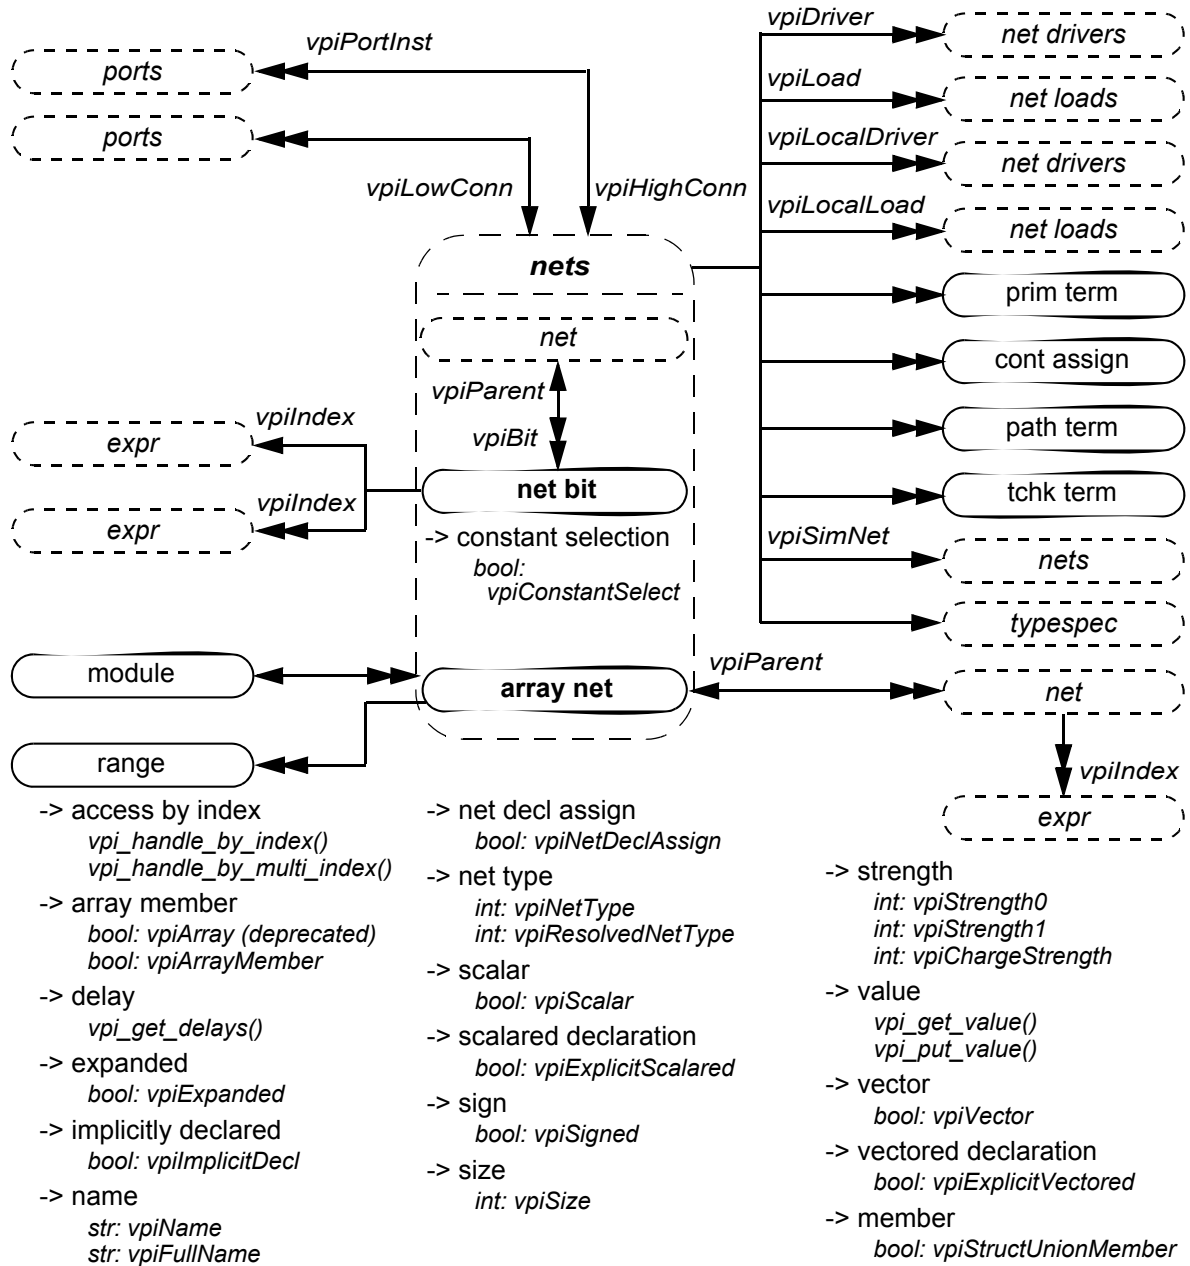 vpiDriver
net drivers
vpiPortInst
ports
vpiLoad
net loads
ports
vpiLocalDriver
net drivers
vpiLowConn
vpiHighConn
vpiLocalLoad
net loads
nets
prim term
net
cont assign
vpiParent
vpiIndex
expr
vpiBit
path term
net bit
tchk term
vpiIndex
expr
-> constant selection
bool:
vpiConstantSelect
vpiSimNet
nets
typespec
module
array net
vpiParent
net
range
vpiIndex
expr
-> access by index
vpi_handle_by_index()
vpi_handle_by_multi_index()
-> array member
bool: vpiArray (deprecated)
bool: vpiArrayMember
-> delay
vpi_get_delays()
-> expanded
bool: vpiExpanded
-> implicitly declared
bool: vpiImplicitDecl
-> name
str: vpiName
str: vpiFullName
-> net decl assign
bool: vpiNetDeclAssign
-> net type
int: vpiNetType
int: vpiResolvedNetType
-> scalar
bool: vpiScalar
-> scalared declaration
bool: vpiExplicitScalared
-> sign
bool: vpiSigned
-> size
int: vpiSize
-> strength
int: vpiStrength0
int: vpiStrength1
int: vpiChargeStrength
-> value
vpi_get_value()
vpi_put_value()
-> vector
bool: vpiVector
-> vectored declaration
bool: vpiExplicitVectored
-> member
bool: vpiStructUnionMember